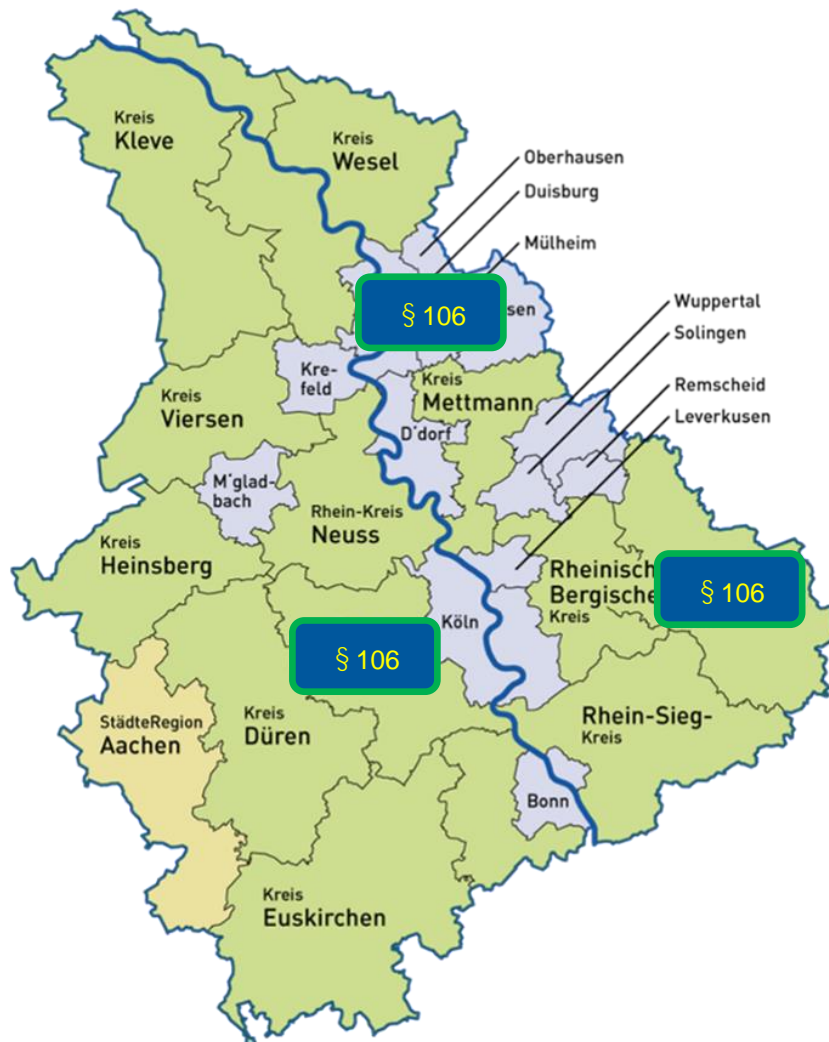 Kreis
Kleve
Kreis
Wesel
Oberhausen
Duisburg
Mülheim
§ 106
sen
Wuppertal
Solingen
Remscheid
Leverkusen
Kre-
feld
Kreis
Mettmann
Kreis
Viersen
D'dorf
M'glad-
bach
Rhein-Kreis
Neuss
Kreis
Heinsberg
Rheinisch
Bergische
Kreis
§ 106
Köln
§ 106
StädteRegion
Aachen
Kreis
Düren
Rhein-Sieg-
Kreis
Bonn
Kreis
Euskirchen